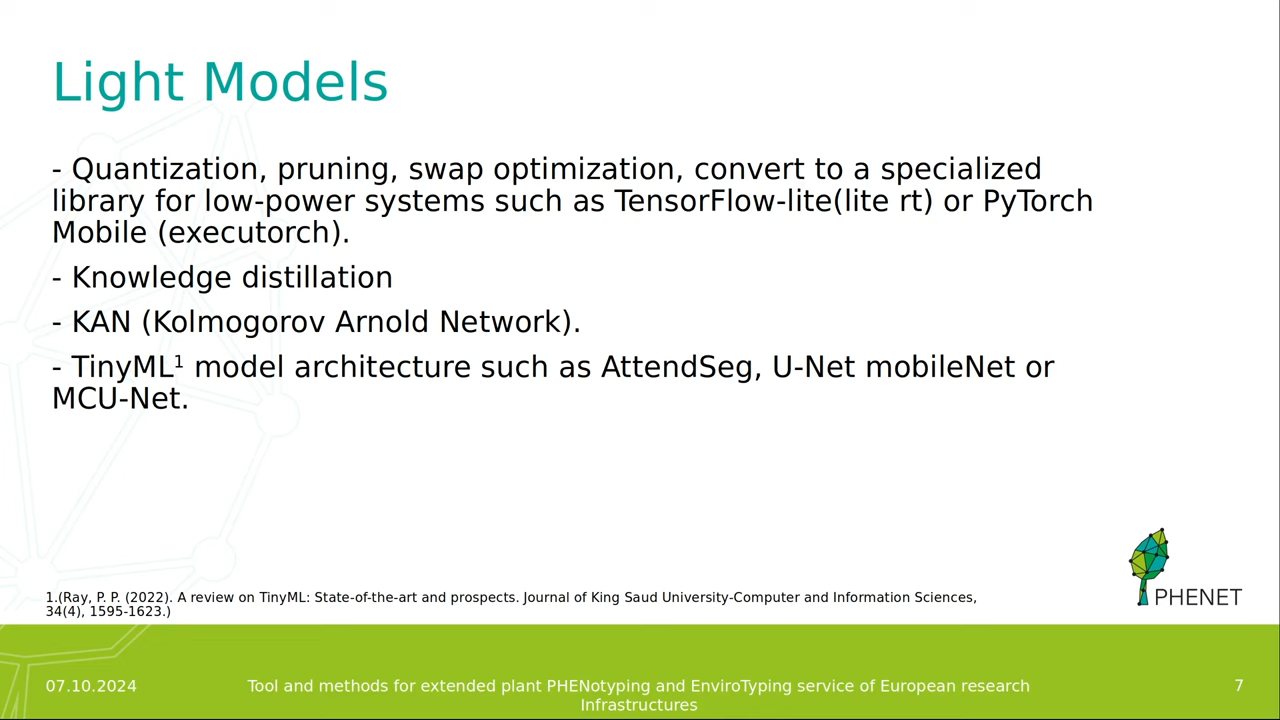 Light Models
- Quantization, pruning, swap optimization, convert to a specialized
library for low-power systems such as TensorFlow-lite(lite rt) or PyTorch
Mobile (executorch).
- Knowledge distillation
- KAN (Kolmogorov Arnold Network).
- TinyML¹ model architecture such as AttendSeg, U-Net mobileNet or
MCU-Net.
PHENET
1.(Ray, P. P. (2022). A review on TinyML: State-of-the-art and prospects. Journal of King Saud University-Computer and Information Sciences,
34(4), 1595-1623.)
07.10.2024
Tool and methods for extended plant PHENotyping and EnviroTyping service of European research
Infrastructures
7